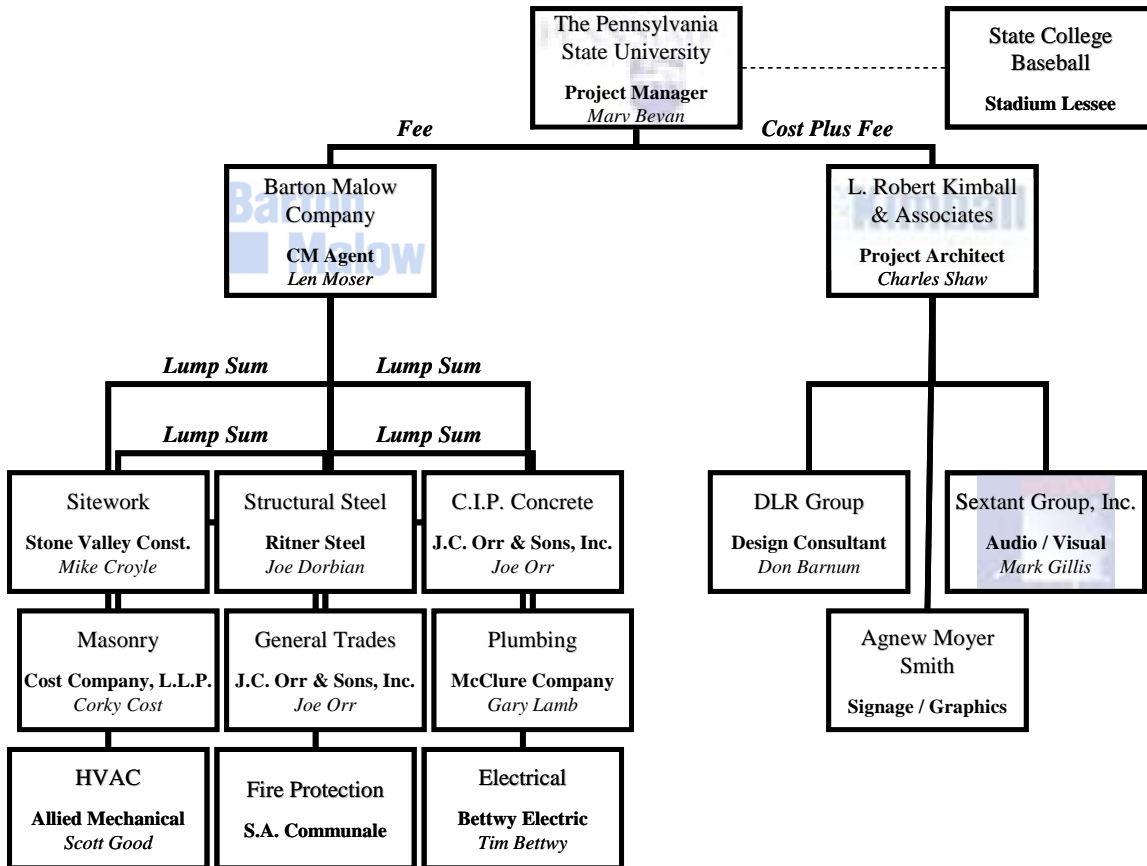 The Pennsylvania
State University
Project Manager
Marv Bevan
State College
Baseball
Stadium Lessee
Fee
Cost Plus Fee
Barton Malow
Company
CM Agent
Len Moser
Barton
Malow
L. Robert Kimball
& Associates
Project Architect
Charles Shaw
Kimball
Lump Sum
Lump Sum
Lump Sum
Lump Sum
Sitework
Stone Valley Const.
Mike Croyle
Structural Steel
Ritner Steel
Joe Dorbian
C.I.P. Concrete
J.C. Orr & Sons, Inc.
Joe Orr
DLR Group
Design Consultant
Don Barnum
Sextant Group, Inc.
Audio / Visual
Mark Gillis
Masonry
Cost Company, L.L.P.
Corky Cost
General Trades
J.C. Orr & Sons, Inc.
Joe Orr
Plumbing
McClure Company
Gary Lamb
Agnew Moyer
Smith
Signage / Graphics
HVAC
Allied Mechanical
Scott Good
Fire Protection
S.A. Communale
Electrical
Bettwy Electric
Tim Bettwy